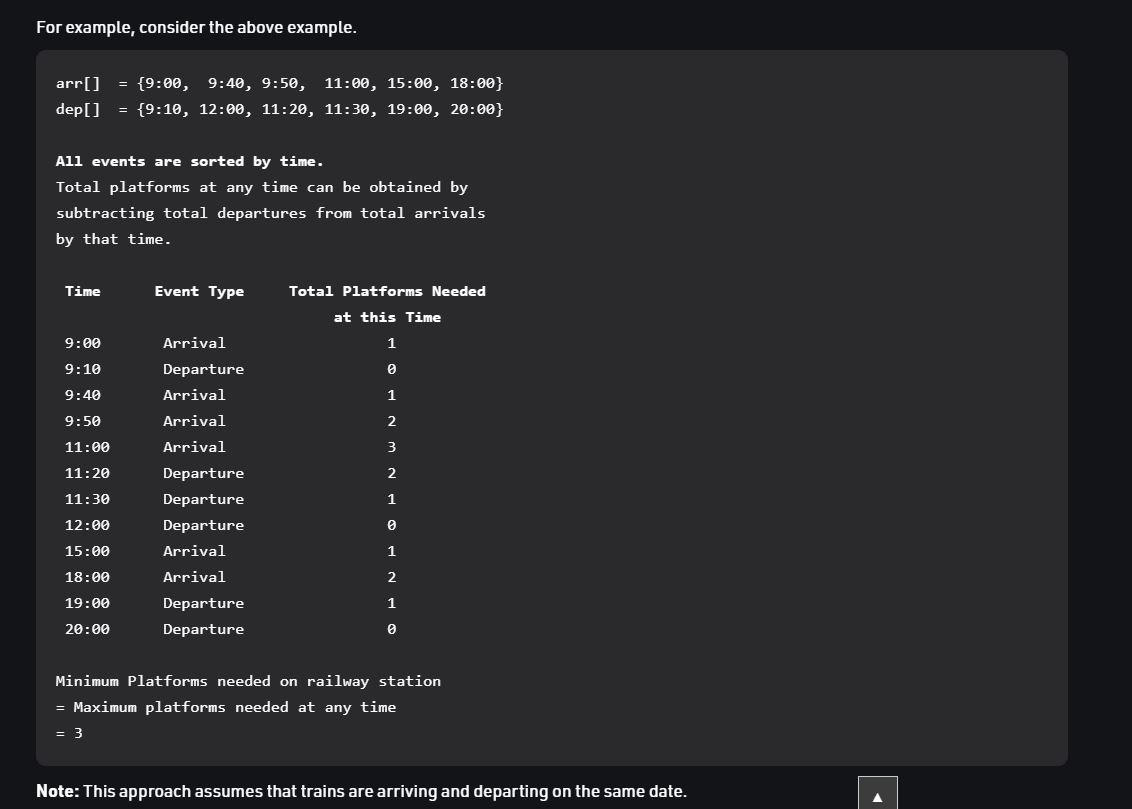 For example, consider the above example.
arr[]  = {9:00,  9:40, 9:50,  11:00, 15:00, 18:00}
dep[]  = {9:10, 12:00, 11:20, 11:30, 19:00, 20:00}
All events are sorted by time.
Total platforms at any time can be obtained by
subtracting total departures from total arrivals
by that time.
Time      Event Type     Total Platforms Needed
at this Time
9:00       Arrival                  1
9:10       Departure                0
9:40       Arrival                  1
9:50       Arrival                  2
11:00      Arrival                  3
11:20      Departure                2
11:30      Departure                1
12:00      Departure                0
15:00      Arrival                  1
18:00      Arrival                  2
19:00      Departure                1
20:00      Departure                0
Minimum Platforms needed on railway station
= Maximum platforms needed at any time
= 3
Note: This approach assumes that trains are arriving and departing on the same date.